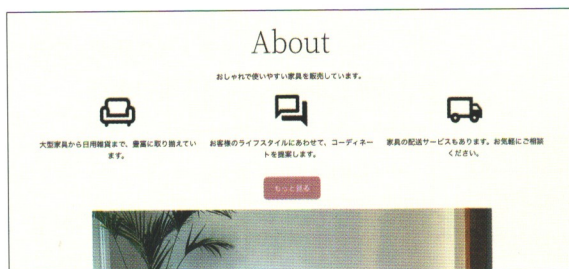 About
おしゃれで使いやすい家具を販売しています。
大型家具から日用雑貨まで、豊富に取り揃えてい
ます。
お客様のライフスタイルにあわせて、コーディネー
トを提案します。
家具の配送サービスもあります。お気軽にご相談
ください。
もっと見る